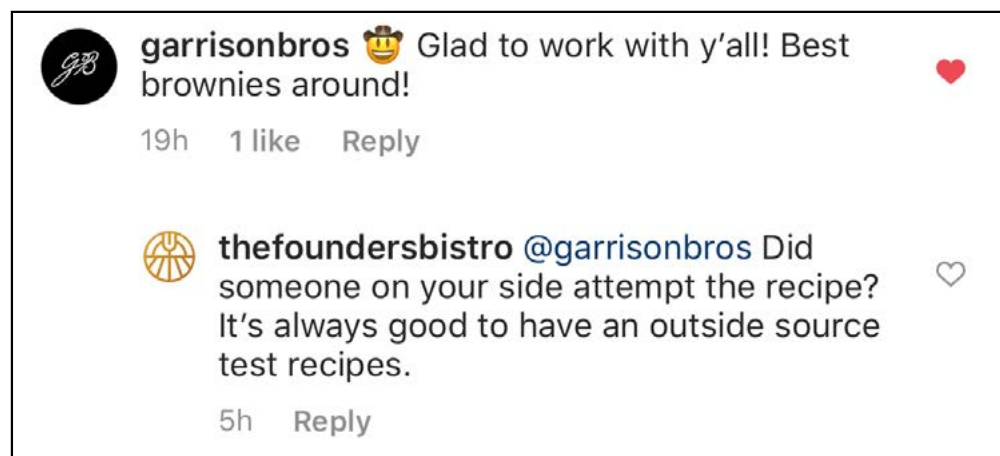 GB
garrisonbros 🤠 Glad to work with y’all! Best
brownies around!
19h 1 like Reply
thefoundersbistro @garrisonbros Did
someone on your side attempt the recipe?
It’s always good to have an outside source
test recipes.
5h Reply